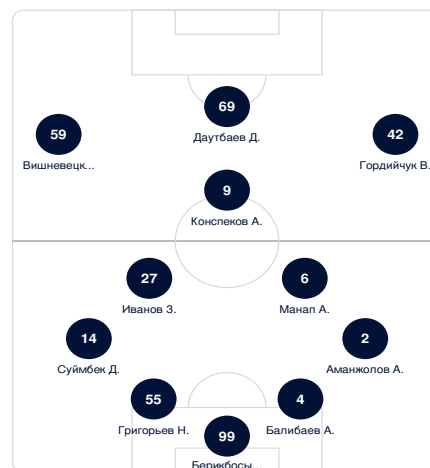 69
Даутбаев Д.
59
Вишневецк...
42
Гордийчук В.
9
Конспеков А.
27
Иванов З.
6
Манап А.
14
Суймбек Д.
2
Аманжолов А.
55
Григорьев Н.
4
Балибаев А.
99
Берикбосы...